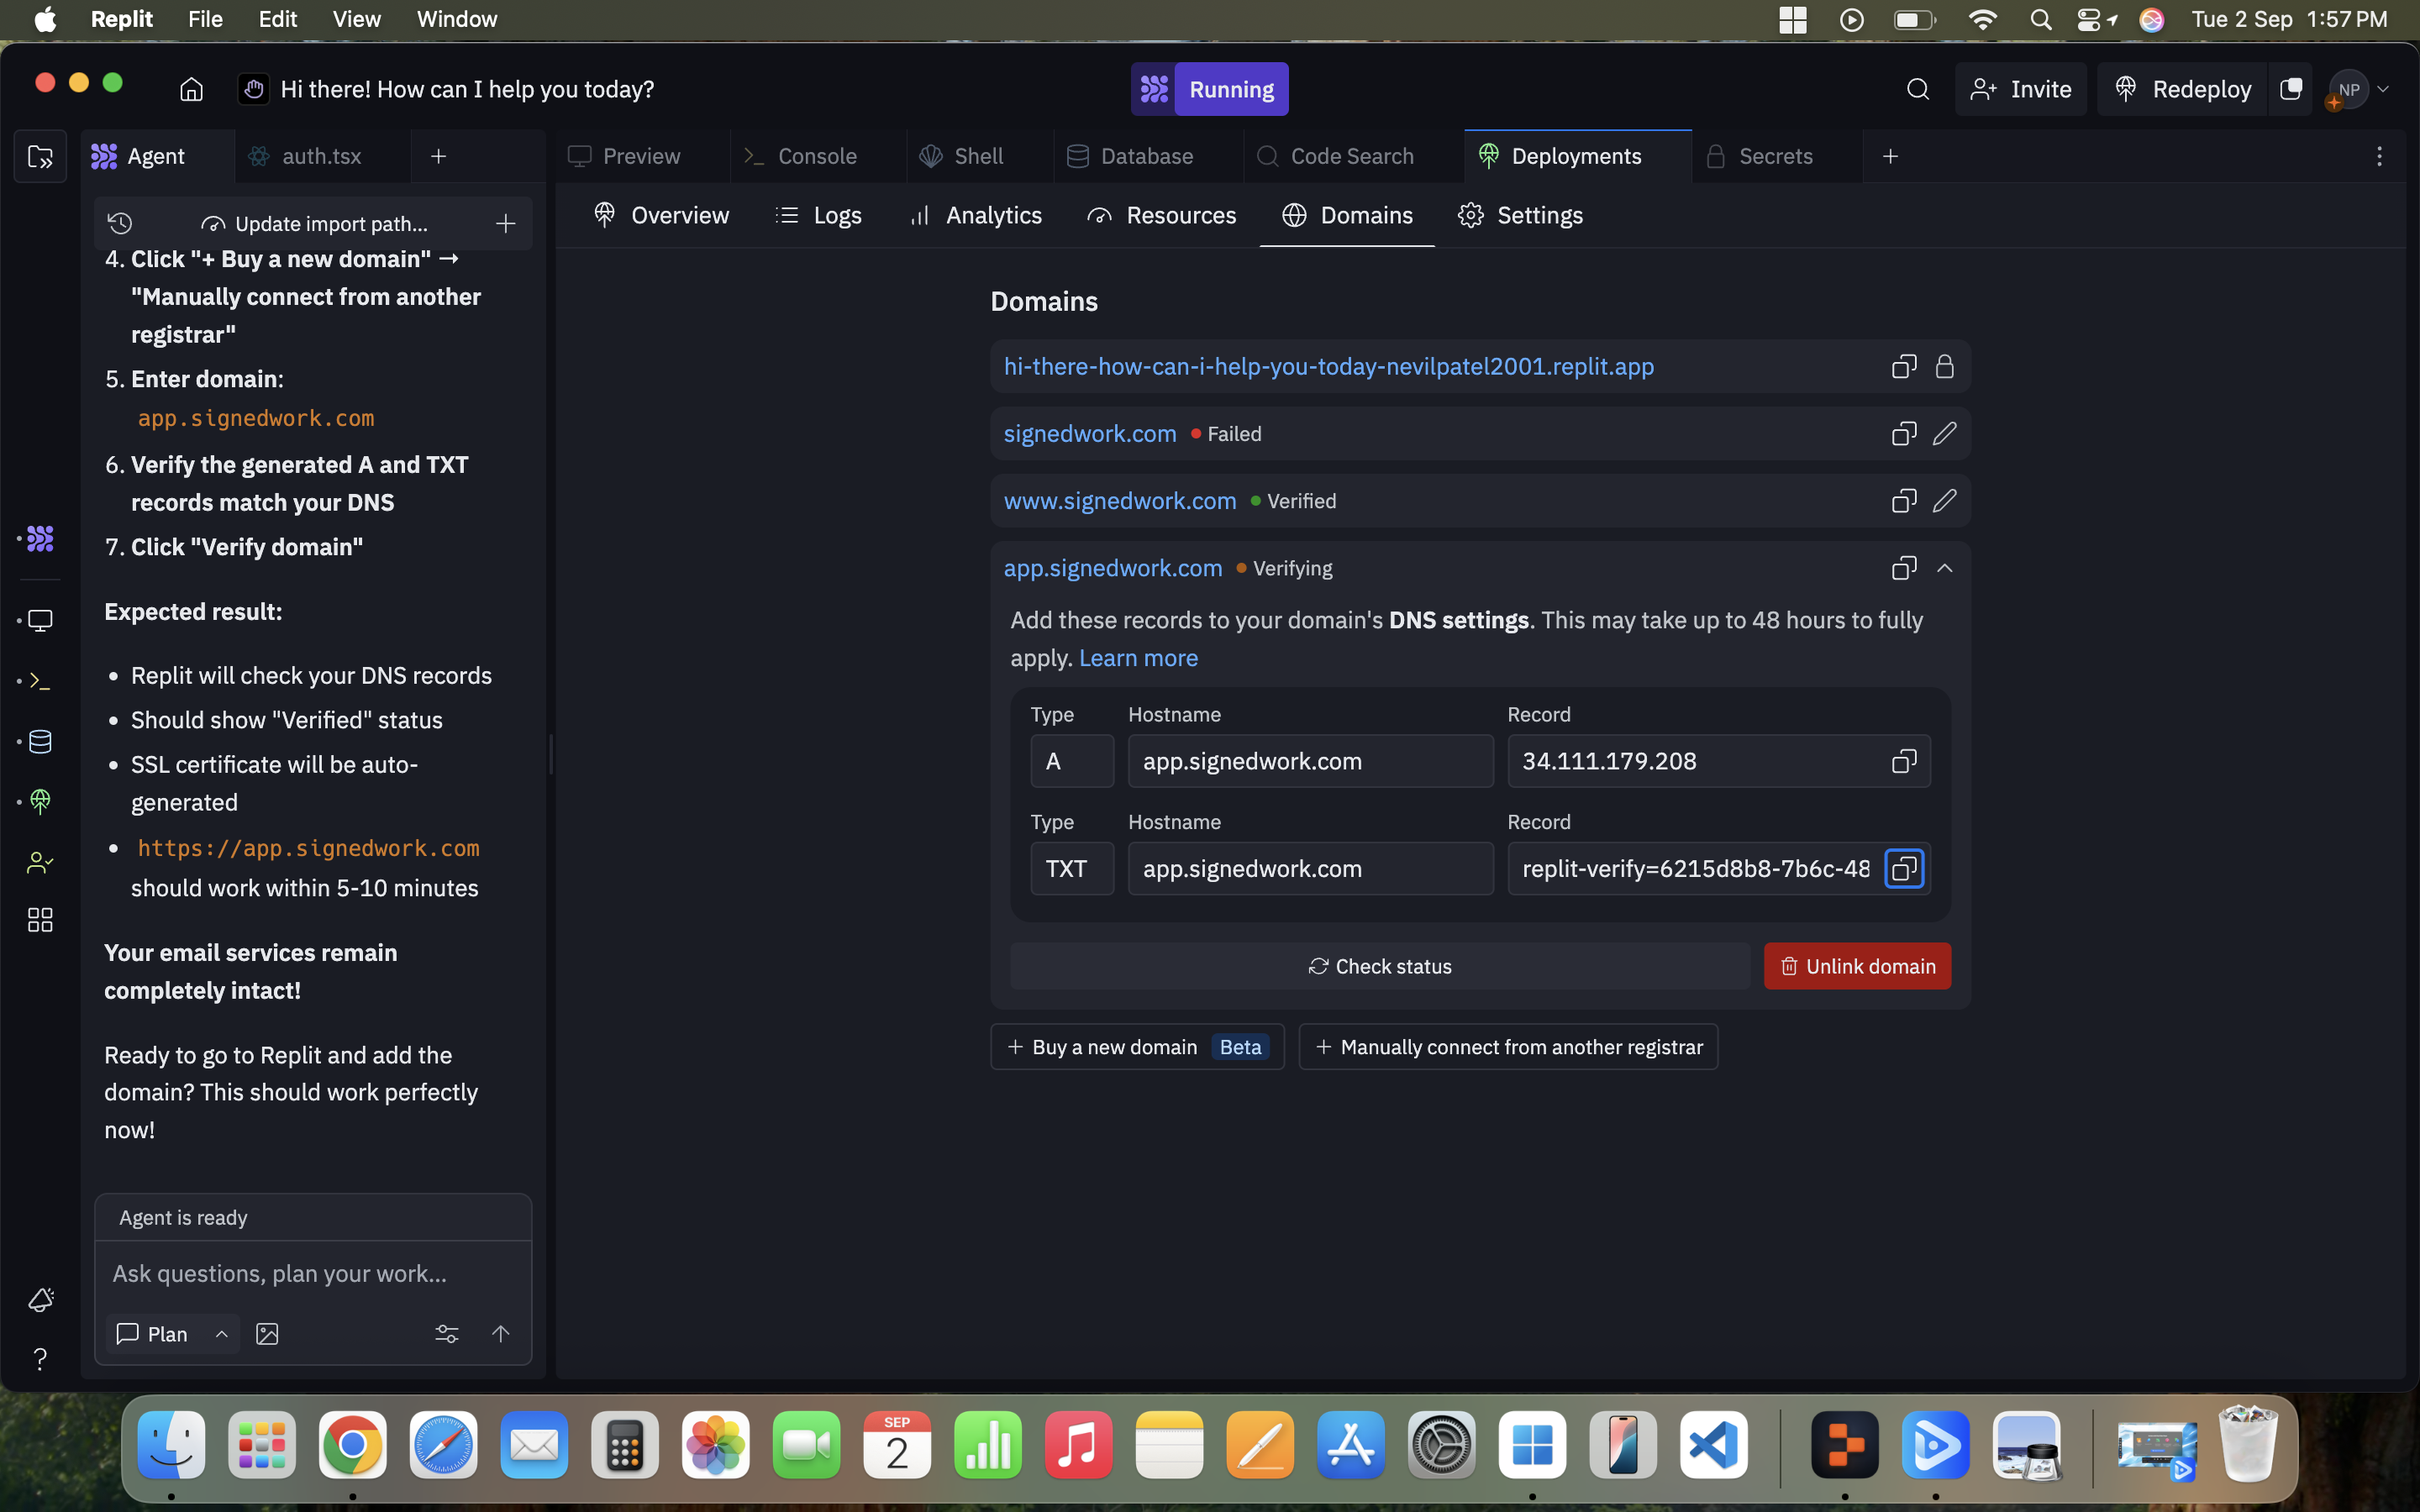 Replit File Edit View Window Tue 2 Sep 1:57 PM
Hi there! How can I help you today? Running Invite Redeploy NP
Agent auth.tsx Preview Console Shell Database Code Search Deployments Secrets
Overview Logs Analytics Resources Domains Settings
Update import path...
4. Click "+ Buy a new domain" →
"Manually connect from another
registrar"
5. Enter domain:
app.signedwork.com
6. Verify the generated A and TXT
records match your DNS
7. Click "Verify domain"
Expected result:
• Replit will check your DNS records
• Should show "Verified" status
• SSL certificate will be auto-
generated
• https://app.signedwork.com
should work within 5-10 minutes
Your email services remain
completely intact!
Ready to go to Replit and add the
domain? This should work perfectly
now!
Agent is ready
Ask questions, plan your work...
Plan
?
Domains
hi-there-how-can-i-help-you-today-nevilpatel2001.replit.app
signedwork.com Failed
www.signedwork.com Verified
app.signedwork.com Verifying
Add these records to your domain's DNS settings. This may take up to 48 hours to fully
apply. Learn more
Type Hostname Record
A app.signedwork.com 34.111.179.208
Type Hostname Record
TXT app.signedwork.com replit-verify=6215d8b8-7b6c-48
Check status Unlink domain
+ Buy a new domain Beta + Manually connect from another registrar
SEP
2